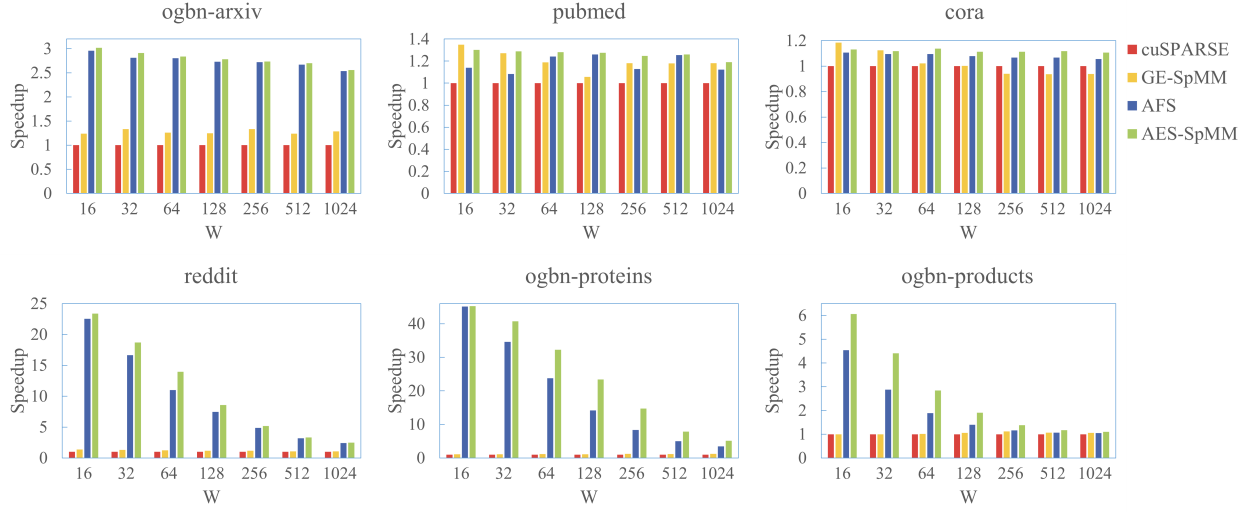 ogbn-arxiv
Speedup
3
2.5
2
1.5
1
0.5
0
16 32 64 128 256 512 1024
W
pubmed
Speedup
1.4
1.2
1
0.8
0.6
0.4
0.2
0
16 32 64 128 256 512 1024
W
cora
Speedup
1.2
1
0.8
0.6
0.4
0.2
0
16 32 64 128 256 512 1024
W
cuSPARSE
GE-SpMM
AFS
AES-SpMM
reddit
Speedup
25
20
15
10
5
0
16 32 64 128 256 512 1024
W
ogbn-proteins
Speedup
40
30
20
10
0
16 32 64 128 256 512 1024
W
ogbn-products
Speedup
6
5
4
3
2
1
0
16 32 64 128 256 512 1024
W